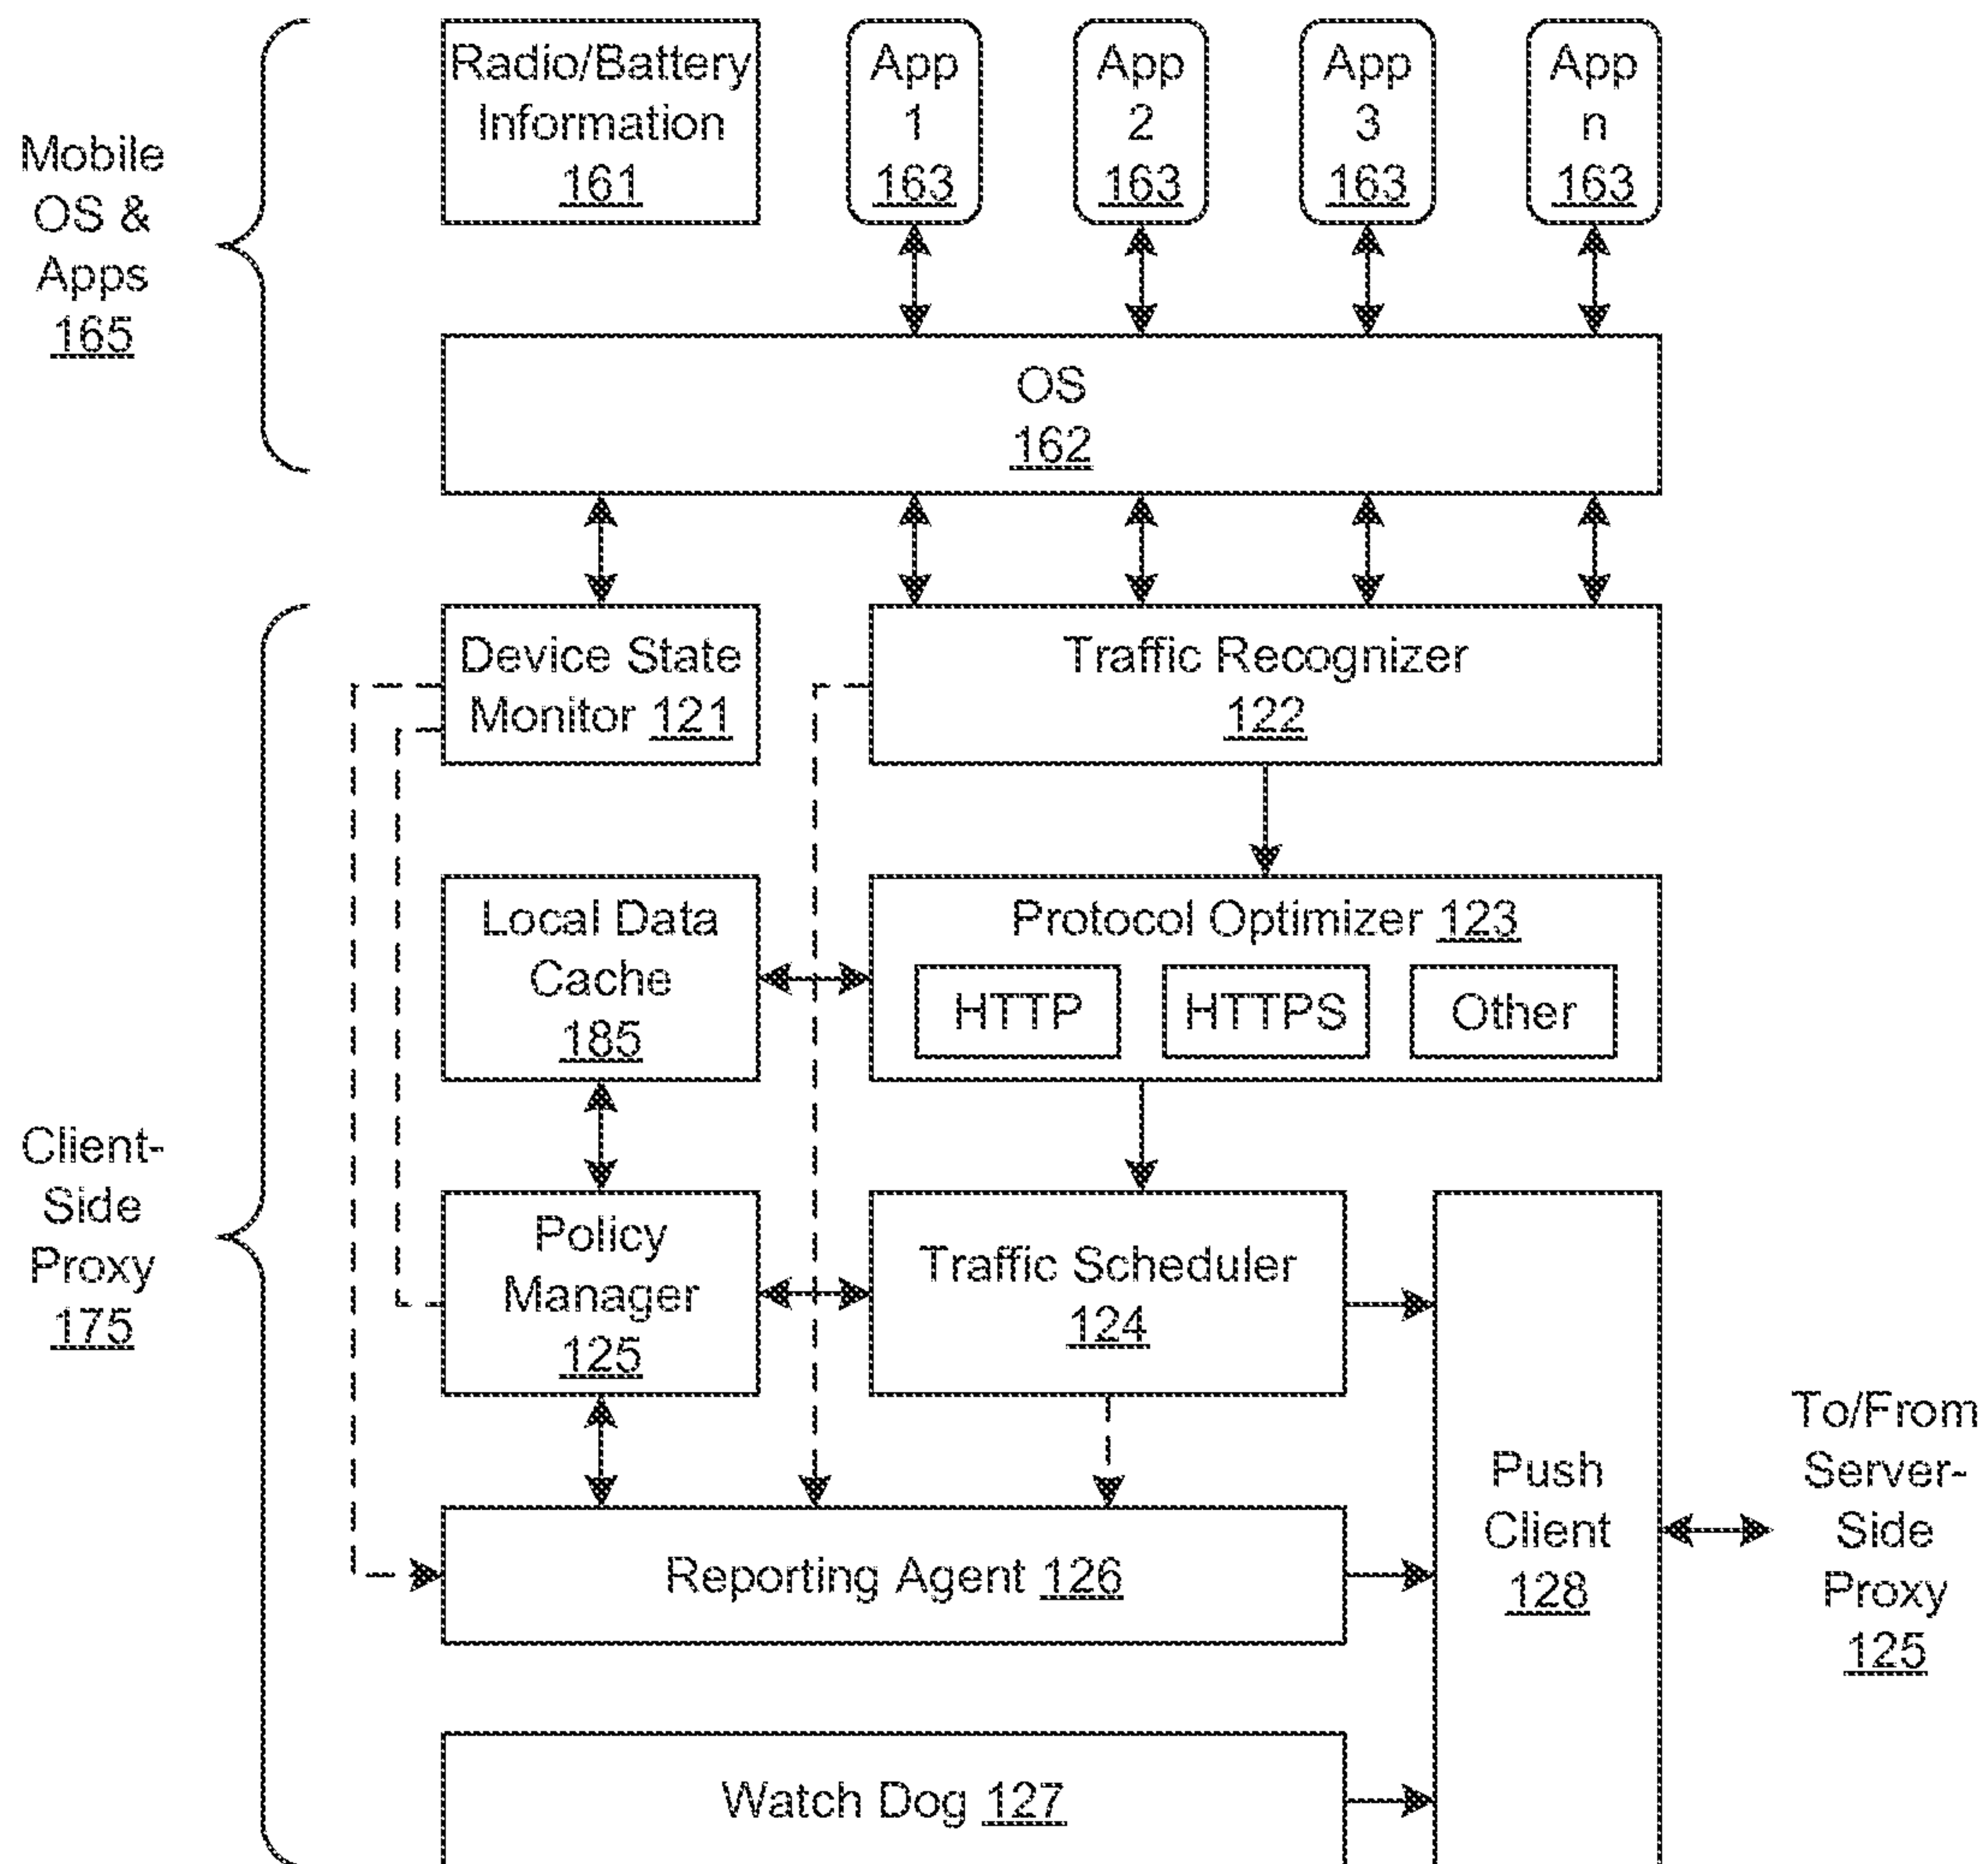 Radio/Battery
Information
161
App
1
163
App
2
163
App
3
163
App
n
163
Mobile
OS &
Apps
165
OS
162
Device State
Monitor 121
Traffic Recognizer
122
Local Data
Cache
185
Protocol Optimizer 123
HTTP
HTTPS
Other
Client-
Side
Proxy
175
Policy
Manager
125
Traffic Scheduler
124
Push
Client
128
To/From
Server-
Side
Proxy
125
Reporting Agent 126
Watch Dog 127